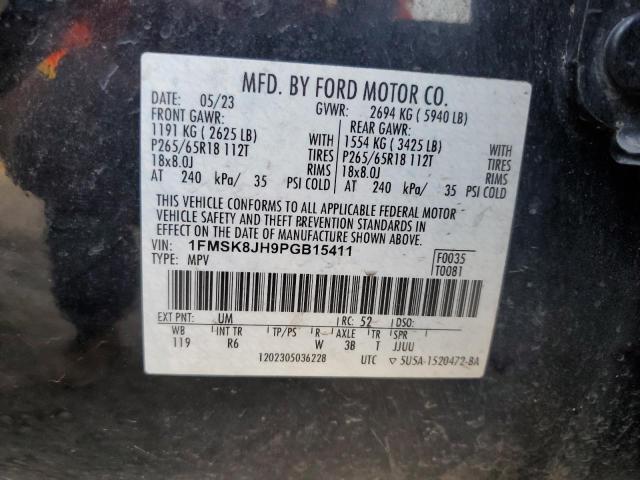 MFD. BY FORD MOTOR CO.
DATE: 05/23 GVWR: 2694 KG ( 5940 LB)
FRONT GAWR: REAR GAWR:
1191 KG ( 2625 LB) WITH 1554 KG ( 3425 LB) WITH
P265/65R18 112T TIRES P265/65R18 112T TIRES
18x8.0J RIMS 18x8.0J RIMS
AT 240 kPa/ 35 PSI COLD AT 240 kPa/ 35 PSI COLD
THIS VEHICLE CONFORMS TO ALL APPLICABLE FEDERAL MOTOR
VEHICLE SAFETY AND THEFT PREVENTION STANDARDS IN
EFFECT ON THE DATE OF MANUFACTURE SHOWN ABOVE.
VIN: 1FMSK8JH9PGB15411 F0035
TYPE: MPV T0081
EXT PNT: UM RC: 52 DSO:
WB INT TR TP/PS R AXLE TR SPR
119 R6 W 3B T JJUU
1202305036228 UTC ▽ 5U5A-1520472-BA